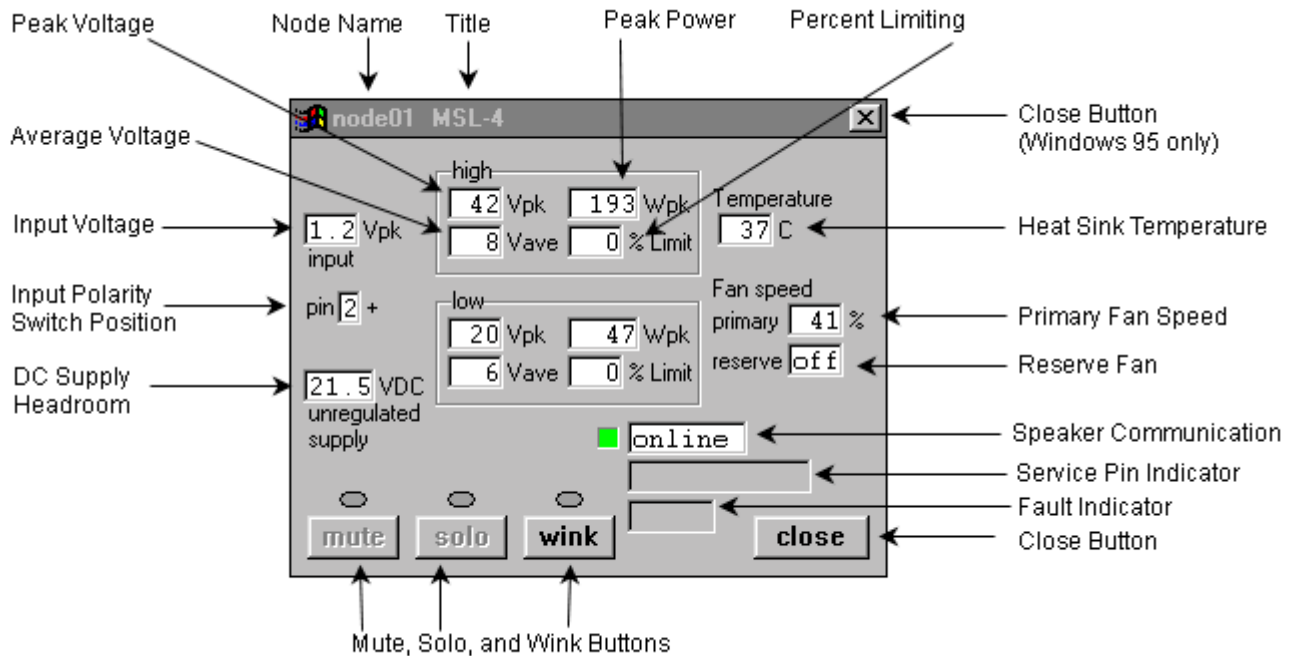 Peak Voltage
Node Name
Title
Peak Power
Percent Limiting
node01 MSL-4
Close Button
(Windows 95 only)
Average Voltage
high
42 Vpk 193 Wpk
8 Vave 0 % Limit
Temperature
37 C
Heat Sink Temperature
Input Voltage
1.2 Vpk
input
Input Polarity
Switch Position
pin 2 +
low
20 Vpk 47 Wpk
6 Vave 0 % Limit
Fan speed
primary 41 %
reserve off
Primary Fan Speed
Reserve Fan
DC Supply
Headroom
21.5 VDC
unregulated
supply
online
Speaker Communication
Service Pin Indicator
Fault Indicator
mute
solo
wink
close
Close Button
Mute, Solo, and Wink Buttons